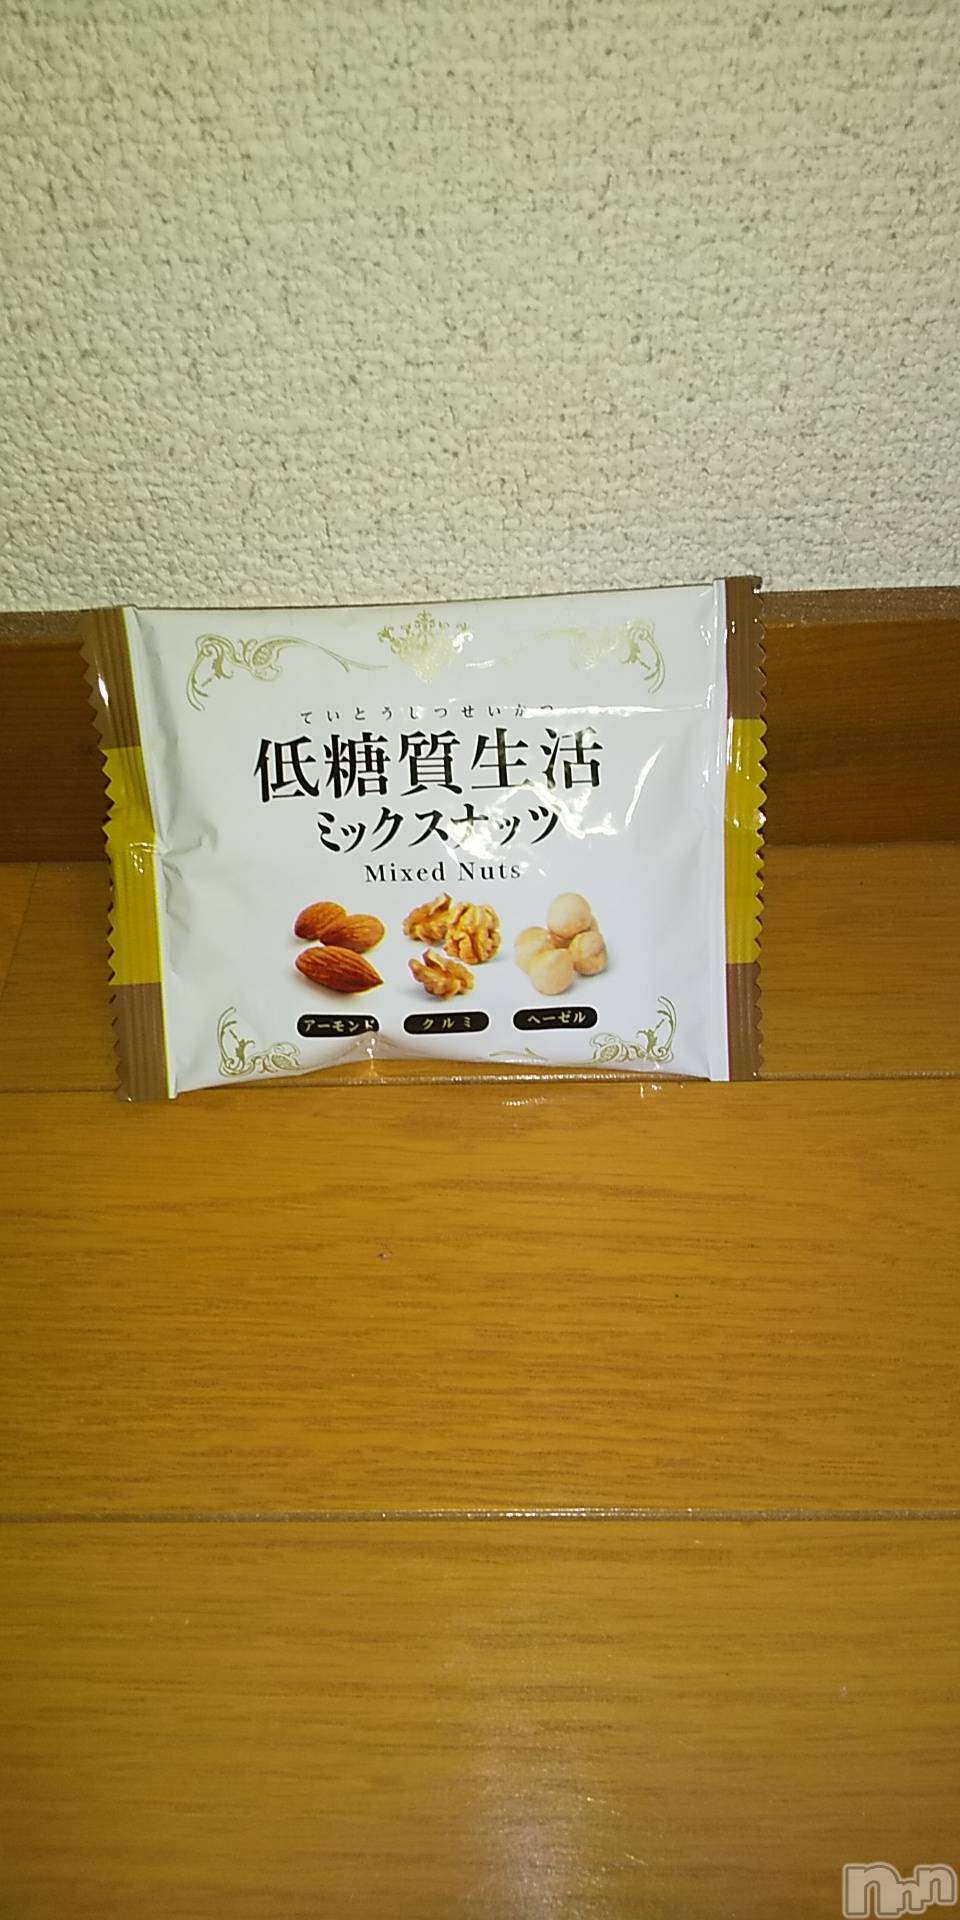 ていとうしつせいかつ
低糖質生活
ミックスナッツ
Mixed Nuts
アーモンド
クルミ
ヘーゼル
nnn